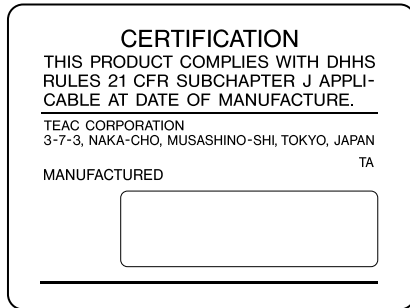 CERTIFICATION
THIS PRODUCT COMPLIES WITH DHHS
RULES 21 CFR SUBCHAPTER J APPLI-
CABLE AT DATE OF MANUFACTURE.
TEAC CORPORATION
3-7-3, NAKA-CHO, MUSASHINO-SHI, TOKYO, JAPAN
TA
MANUFACTURED